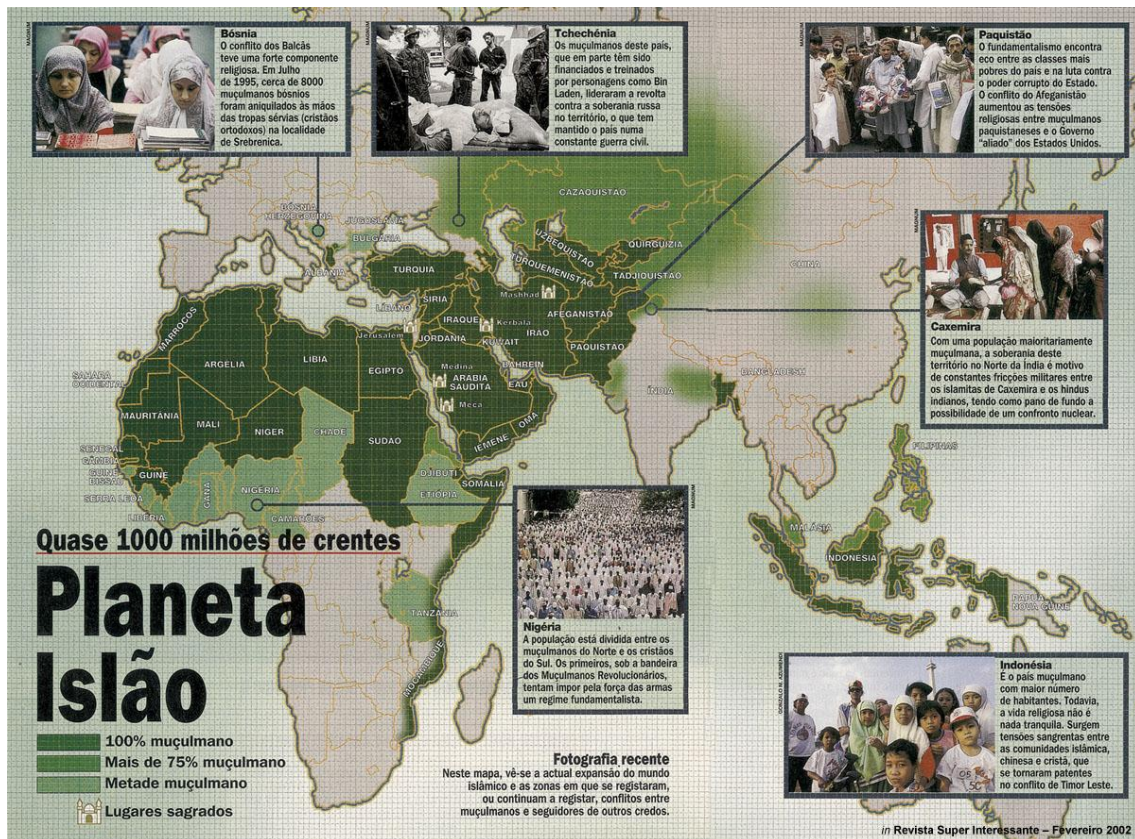 Bósnia
O conflito dos Balcãs
teve uma forte componente
religiosa. Em Julho
de 1995, cerca de 8000
muçulmanos bósnios
foram aniquilados às mãos
das tropas sérvias (cristãos
ortodoxos) na localidade
de Srebrenica.
MAGNUM
Tchechénia
Os muçulmanos deste país,
que em parte têm sido
financiados e treinados
por personagens como Bin
Laden, lideraram a revolta
contra a soberania russa
no território, o que tem
mantido o país numa
constante guerra civil.
MAGNUM
Paquistão
O fundamentalismo encontra
eco entre as classes mais
pobres do país e na luta contra
o poder corrupto do Estado.
O conflito do Afeganistão
aumentou as tensões
religiosas entre muçulmanos
paquistaneses e o Governo
"aliado" dos Estados Unidos.
MAGNUM
MAGNUM
Caxemira
Com uma população maioritariamente
muçulmana, a soberania deste
território no Norte da Índia é motivo
de constantes fricções militares entre
os islamitas de Caxemira e os hindus
indianos, tendo como pano de fundo a
possibilidade de um confronto nuclear.
CAZAQUISTÃO
BÓSNIA
HERZEGOVINA
JUGOSLÁVIA
BULGÁRIA
ALBÂNIA
UZBEQUISTÃO
QUIRGUIZIA
TURQUEMENISTÃO
TADJIQUISTÃO
CHINA
TURQUIA
Mashhad
SÍRIA
LÍBANO
AFEGANISTÃO
IRAQUE
Kerbala
IRÃO
Jerusalem
JORDÂNIA
KUWAIT
PAQUISTÃO
MARROCOS
ARGELIA
LIBIA
EGIPTO
Medina
BAHREIN
ARABIA
SAUDITA
EAU
Meca
OMÃ
IEMENE
ÍNDIA
BANGLADESH
SAHARA
OCIDENTAL
MAURITÂNIA
MALI
NIGER
CHADE
SUDAO
SENEGAL
GÂMBIA
GUINÉ
BISSAU
GUINÉ
SERRA LEOA
LIBÉRIA
GANA
NIGÉRIA
CAMARÕES
DJIBUTI
ETIÓPIA
SOMALIA
TANZÂNIA
MOÇAMBIQUE
FILIPINAS
MALÁSIA
INDONÉSIA
PAPUA
NOVA GUINE
MAGNUM
Nigéria
A população está dividida entre os
muçulmanos do Norte e os cristãos
do Sul. Os primeiros, sob a bandeira
dos Muçulmanos Revolucionários,
tentam impor pela força das armas
um regime fundamentalista.
Indonésia
É o país muçulmano
com maior número
de habitantes. Todavia,
a vida religiosa não é
nada tranquila. Surgem
tensões sangrentas entre
as comunidades islâmica,
chinesa e cristã, que
se tornaram patentes
no conflito de Timor Leste.
Quase 1000 milhões de crentes
Planeta
Islão
100% muçulmano
Mais de 75% muçulmano
Metade muçulmano
Lugares sagrados
Fotografia recente
Neste mapa, vê-se a actual expansão do mundo
islâmico e as zonas em que se registaram,
ou continuam a registar, conflitos entre
muçulmanos e seguidores de outros credos.
in Revista Super Interessante – Fevereiro 2002